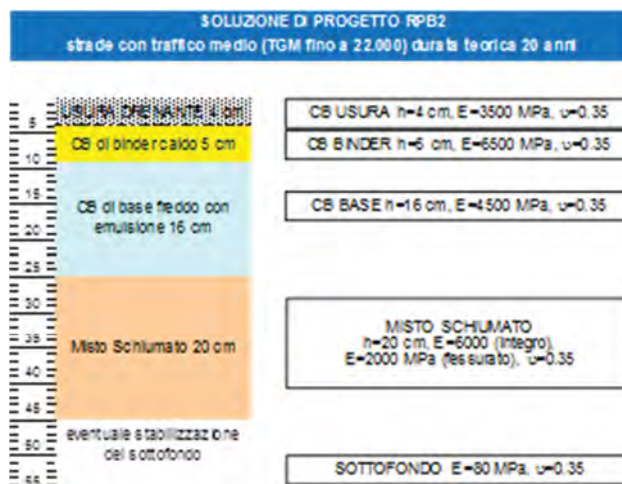 SOLUZIONE DI PROGETTO RPB2
strade con traffico medio (TGM fino a 22.000) durata teorica 20 anni
USURA DRENANTE 4 cm
CB USURA h=4 cm, E=3500 MPa, υ=0.35
5
CB di binder caldo 5 cm
CB BINDER h=5 cm, E=6500 MPa, υ=0.35
10
15
CB di base freddo con
emulsione 16 cm
CB BASE h=16 cm, E=4500 MPa, υ=0.35
20
25
30
Misto Schiumato 20 cm
MISTO SCHIUMATO
h=20 cm, E=6000 (integro),
E=2000 MPa (fessurato), υ=0.35
35
40
45
eventuale stabilizzazione
del sottofondo
50
SOTTOFONDO E=80 MPa, υ=0.35
55